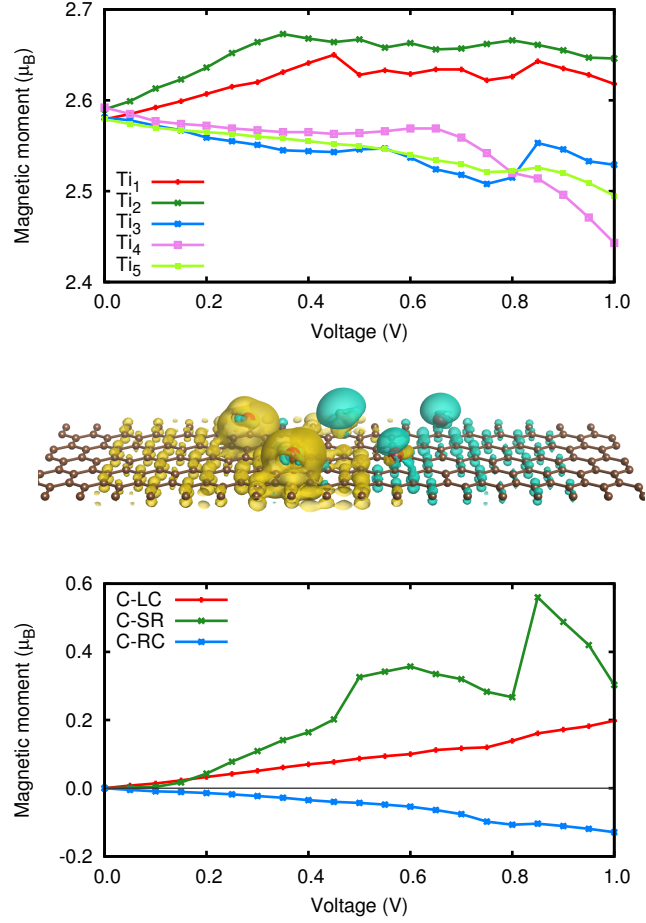 2.7
2.6
2.5
2.4
Magnetic moment (μB)
Ti1
Ti2
Ti3
Ti4
Ti5
0.0 0.2 0.4 0.6 0.8 1.0
Voltage (V)
0.6
0.4
0.2
0.0
-0.2
Magnetic moment (μB)
C-LC
C-SR
C-RC
0.0 0.2 0.4 0.6 0.8 1.0
Voltage (V)